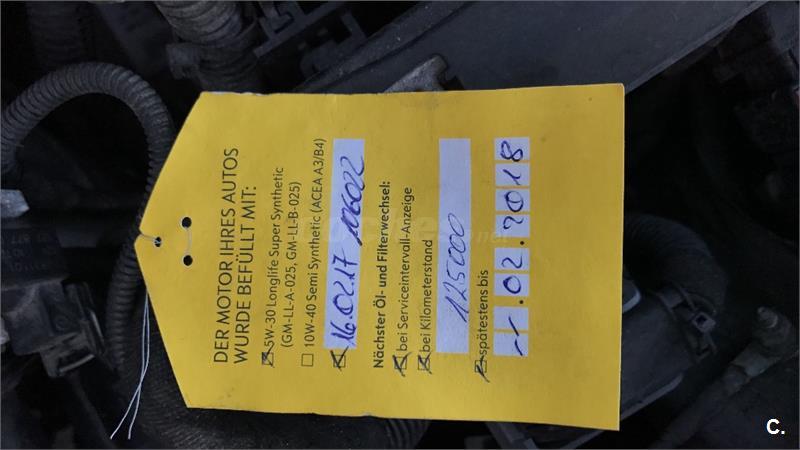 DER MOTOR IHRES AUTOS
WURDE BEFÜLLT MIT:
5W-30 Longlife Super Synthetic
(GM-LL-A-025, GM-LL-B-025)
10W-40 Semi Synthetic (ACEA A3/B4)
16.02.17 106022
Nächster Öl- und Filterwechsel:
bei Serviceintervall-Anzeige
bei Kilometerstand
125000
spätestens bis
.02.2018
C.